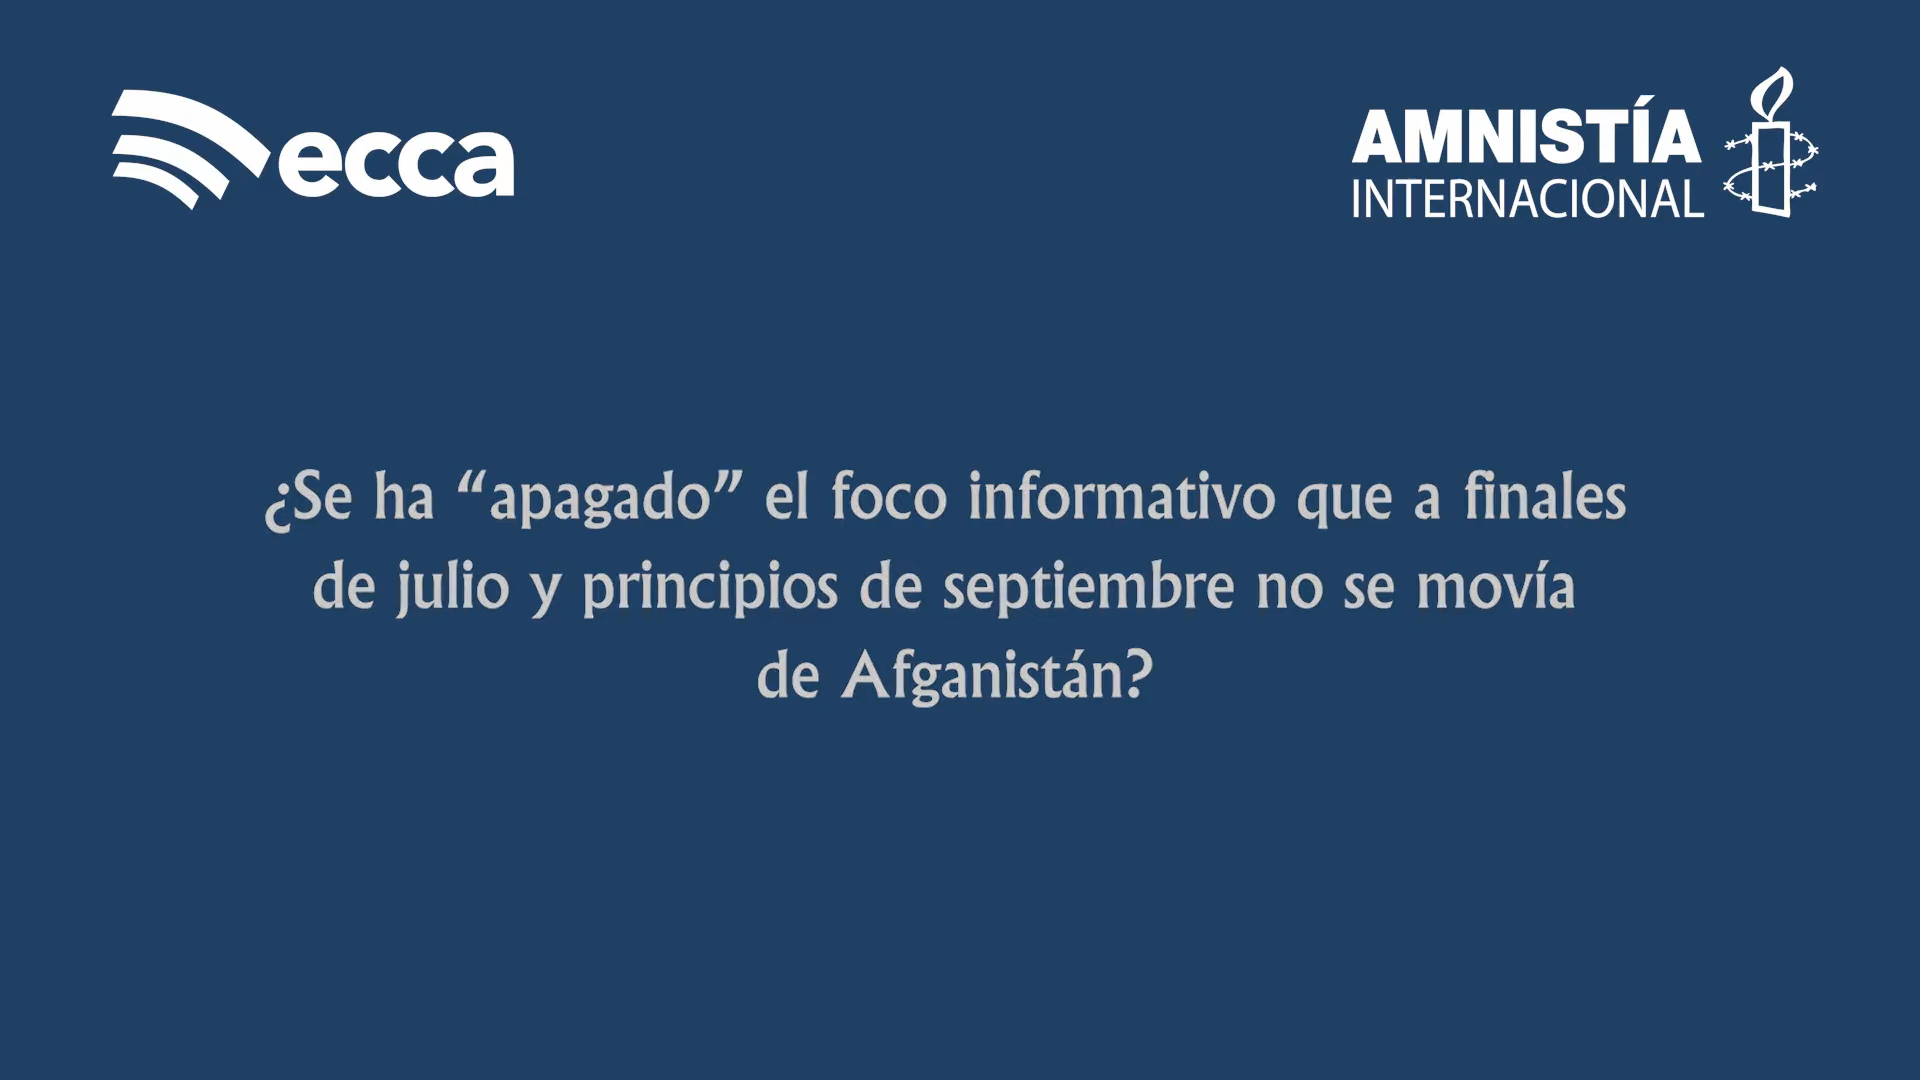 ecca
AMNISTÍA
INTERNACIONAL
¿Se ha “apagado” el foco informativo que a finales
de julio y principios de septiembre no se movía
de Afganistán?